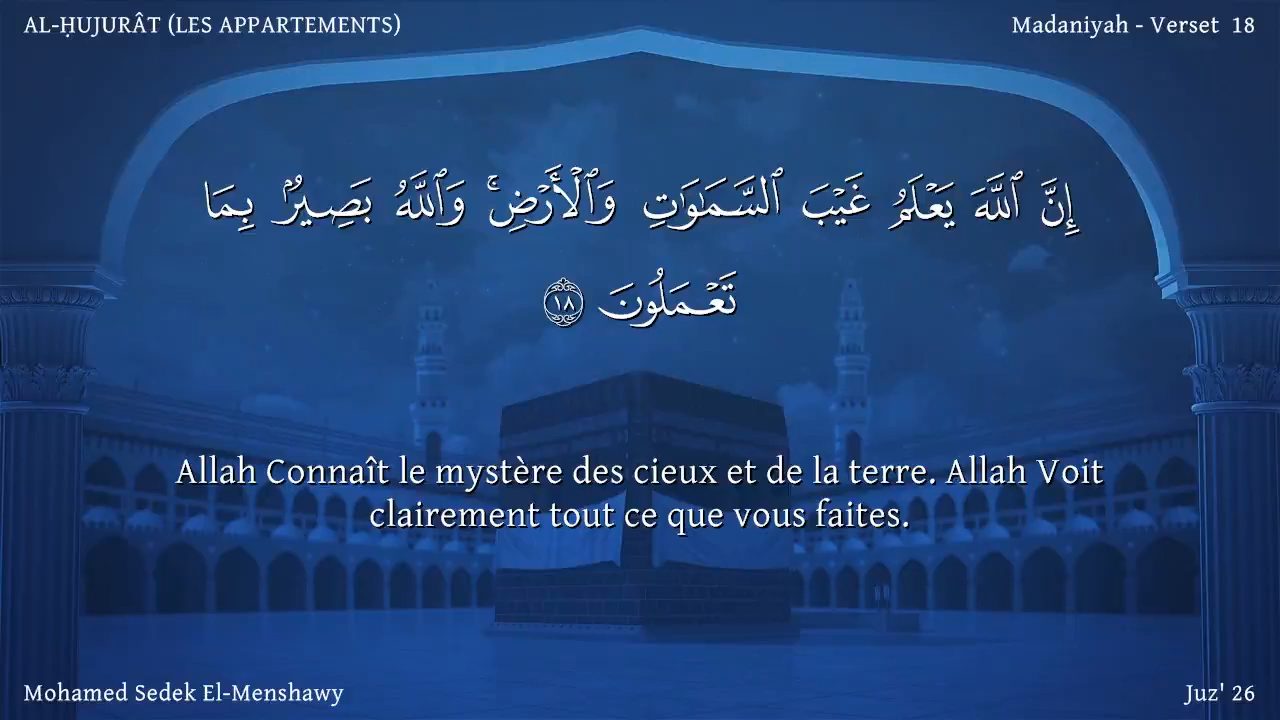 AL-ḤUJURÂT (LES APPARTEMENTS)
Madaniyah - Verset 18
إِنَّ ٱللَّهَ يَعْلَمُ غَيْبَ ٱلسَّمَٰوَٰتِ وَٱلْأَرْضِ ۚ وَٱللَّهُ بَصِيرٌۢ بِمَا
تَعْمَلُونَ ١٨
Allah Connaît le mystère des cieux et de la terre. Allah Voit
clairement tout ce que vous faites.
Mohamed Sedek El-Menshawy
Juz' 26